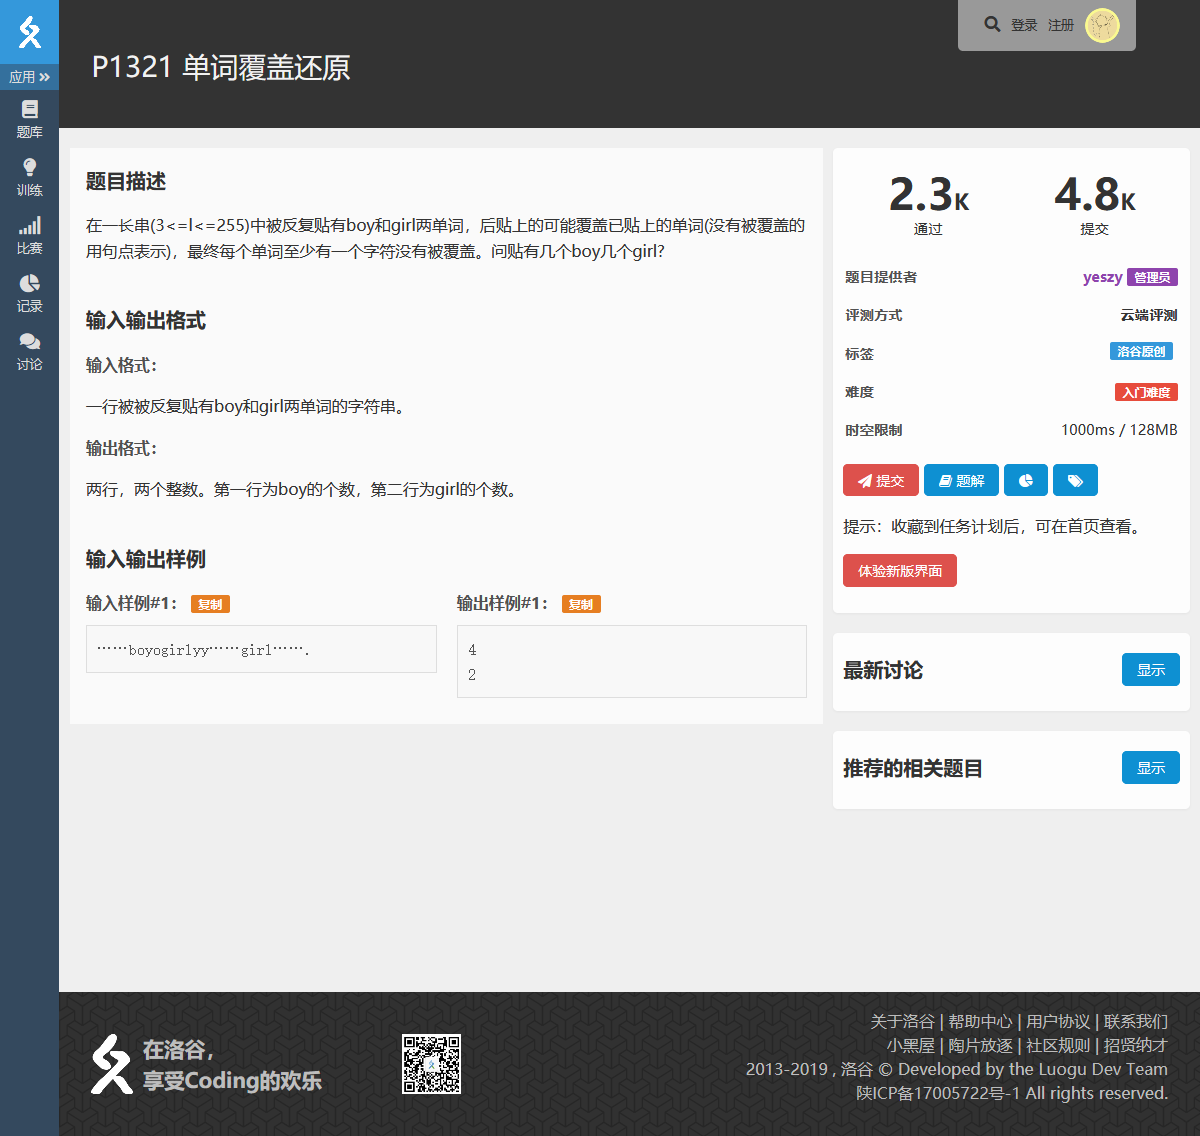 登录 注册
P1321 单词覆盖还原
应用
题库
训练
比赛
记录
讨论
题目描述
在一长串(3<=l<=255)中被反复贴有boy和girl两单词，后贴上的可能覆盖已贴上的单词(没有被覆盖的
用句点表示)，最终每个单词至少有一个字符没有被覆盖。问贴有几个boy几个girl?
输入输出格式
输入格式：
一行被被反复贴有boy和girl两单词的字符串。
输出格式：
两行，两个整数。第一行为boy的个数，第二行为girl的个数。
输入输出样例
输入样例#1： 复制
……boyogirlyy……girl…….
输出样例#1： 复制
4
2
2.3K 4.8K
通过 提交
题目提供者 yeszy 管理员
评测方式 云端评测
标签 洛谷原创
难度 入门难度
时空限制 1000ms / 128MB
提交 题解
提示：收藏到任务计划后，可在首页查看。
体验新版界面
最新讨论 显示
推荐的相关题目 显示
在洛谷，
享受Coding的欢乐
关于洛谷 | 帮助中心 | 用户协议 | 联系我们
小黑屋 | 陶片放逐 | 社区规则 | 招贤纳才
2013-2019 , 洛谷 © Developed by the Luogu Dev Team
陕ICP备17005722号-1 All rights reserved.